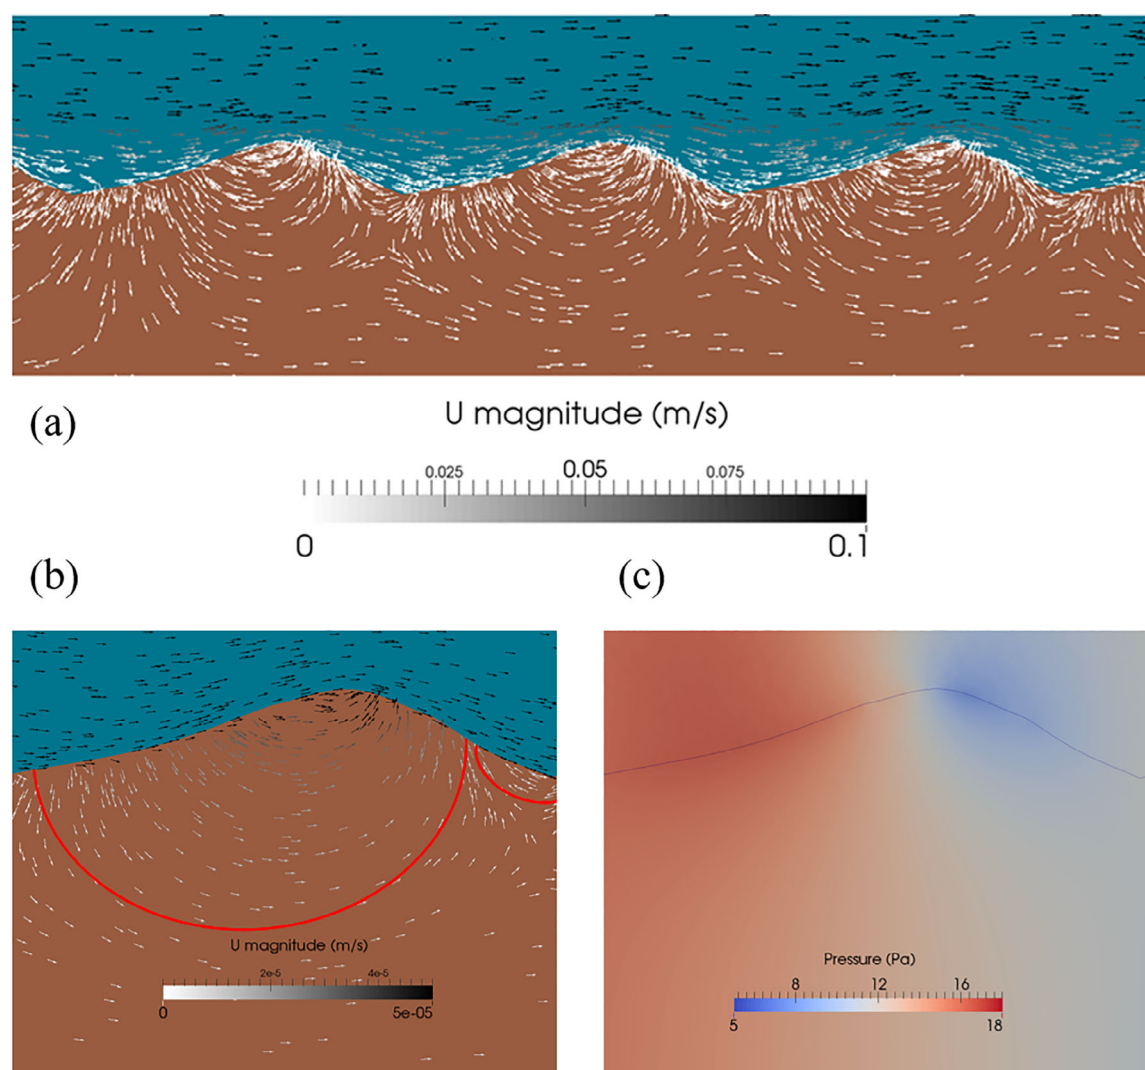 (a)
U magnitude (m/s)
0.025 0.05 0.075
0 0.1
(b) (c)
U magnitude (m/s)
2e-5 4e-5
0 5e-05
Pressure (Pa)
8 12 16
5 18